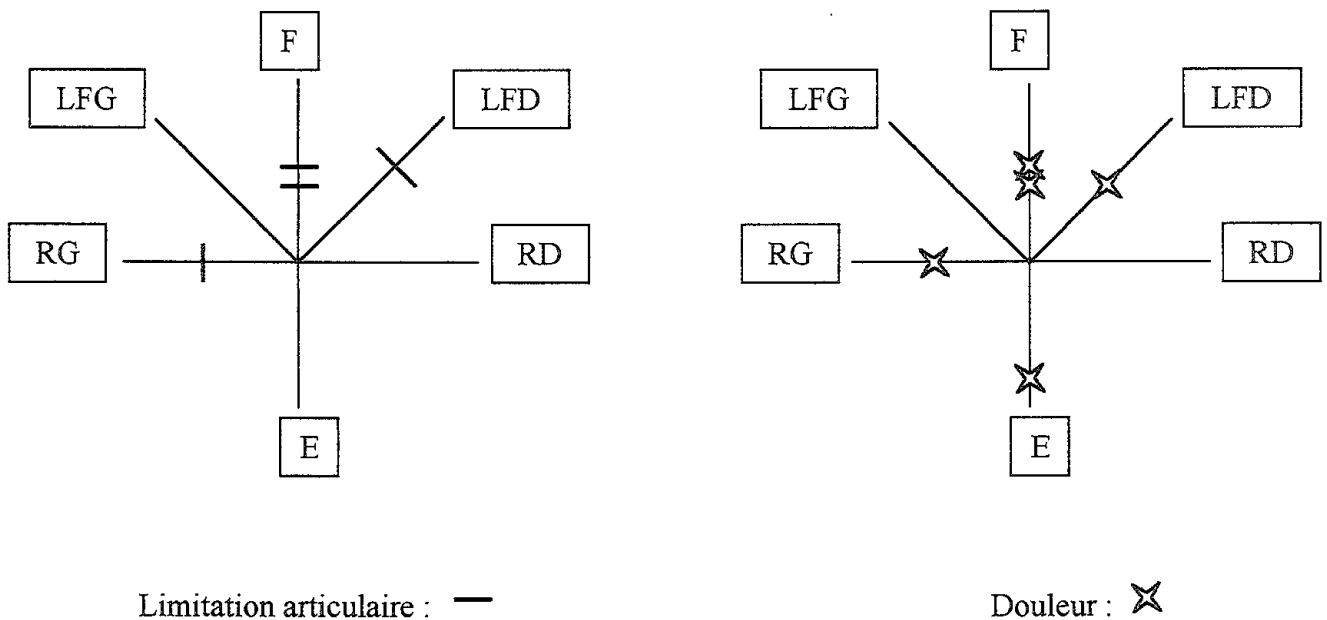 F
LFG
LFD
RG
RD
E
Limitation articulaire :
F
LFG
LFD
RG
RD
E
Douleur :